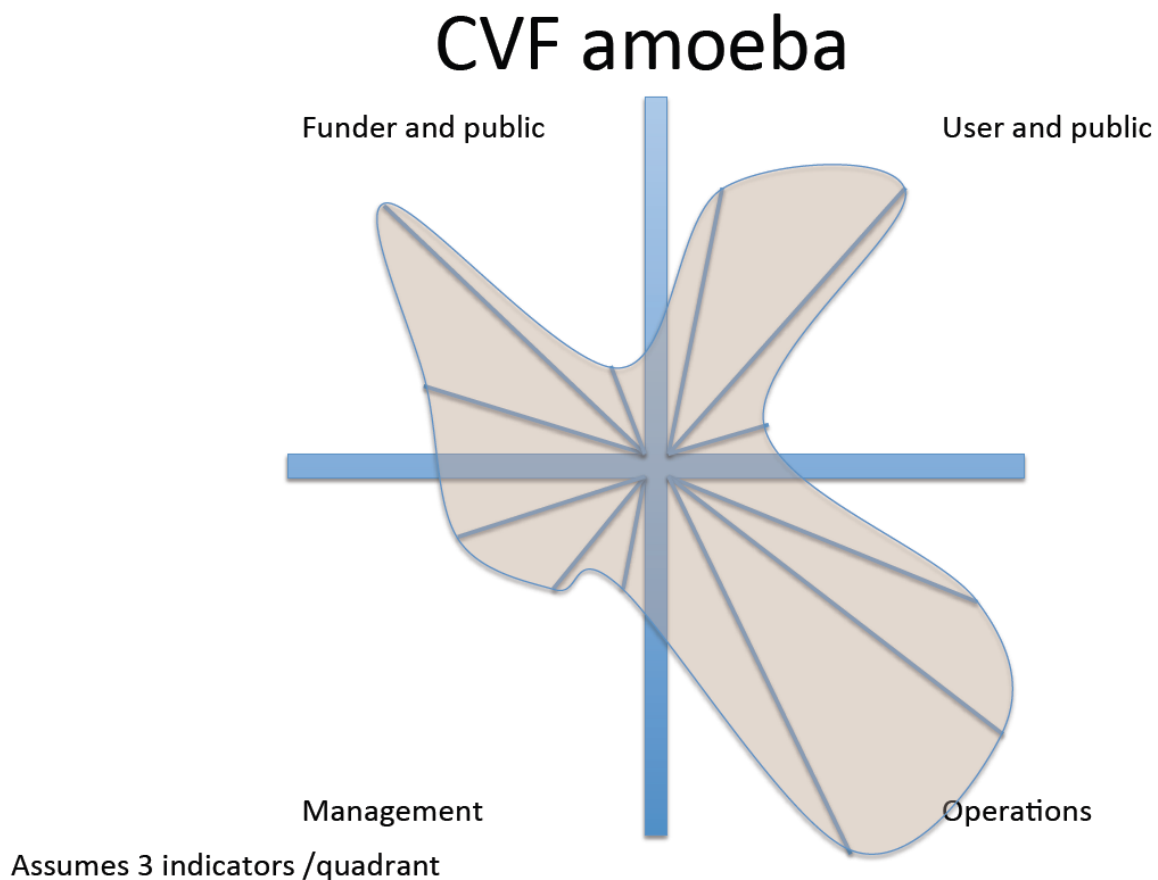 CVF amoeba
Funder and public
User and public
Management
Operations
Assumes 3 indicators /quadrant